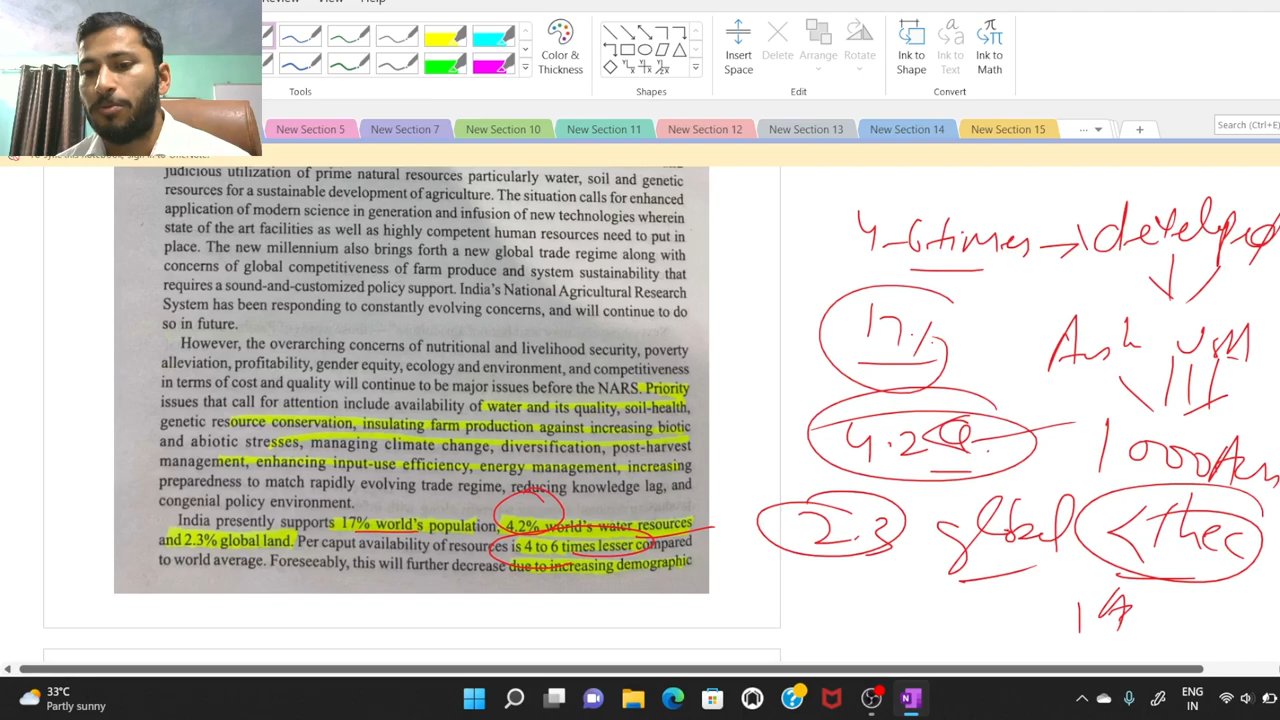 Review View Help
Color & Thickness
Insert Space
Delete
Arrange
Rotate
Ink to Shape
Ink to Text
Ink to Math
Tools
Shapes
Edit
Convert
New Section 5
New Section 7
New Section 10
New Section 11
New Section 12
New Section 13
New Section 14
New Section 15
Search (Ctrl+E)
To sync this notebook, sign in to OneNote.
judicious utilization of prime natural resources particularly water, soil and genetic
resources for a sustainable development of agriculture. The situation calls for enhanced
application of modern science in generation and infusion of new technologies wherein
state of the art facilities as well as highly competent human resources need to put in
place. The new millennium also brings forth a new global trade regime along with
concerns of global competitiveness of farm produce and system sustainability that
requires a sound-and-customized policy support. India's National Agricultural Research
System has been responding to constantly evolving concerns, and will continue to do
so in future.
However, the overarching concerns of nutritional and livelihood security, poverty
alleviation, profitability, gender equity, ecology and environment, and competitiveness
in terms of cost and quality will continue to be major issues before the NARS. Priority
issues that call for attention include availability of water and its quality, soil-health,
genetic resource conservation, insulating farm production against increasing biotic
and abiotic stresses, managing climate change, diversification, post-harvest
management, enhancing input-use efficiency, energy management, increasing
preparedness to match rapidly evolving trade regime, reducing knowledge lag, and
congenial policy environment.
India presently supports 17% world's population, 4.2% world's water resources
and 2.3% global land. Per caput availability of resources is 4 to 6 times lesser compared
to world average. Foreseeably, this will further decrease due to increasing demographic
4-6 times → developed
17%
4.2
1000
2.3 global
33°C
Partly sunny
ENG
IN